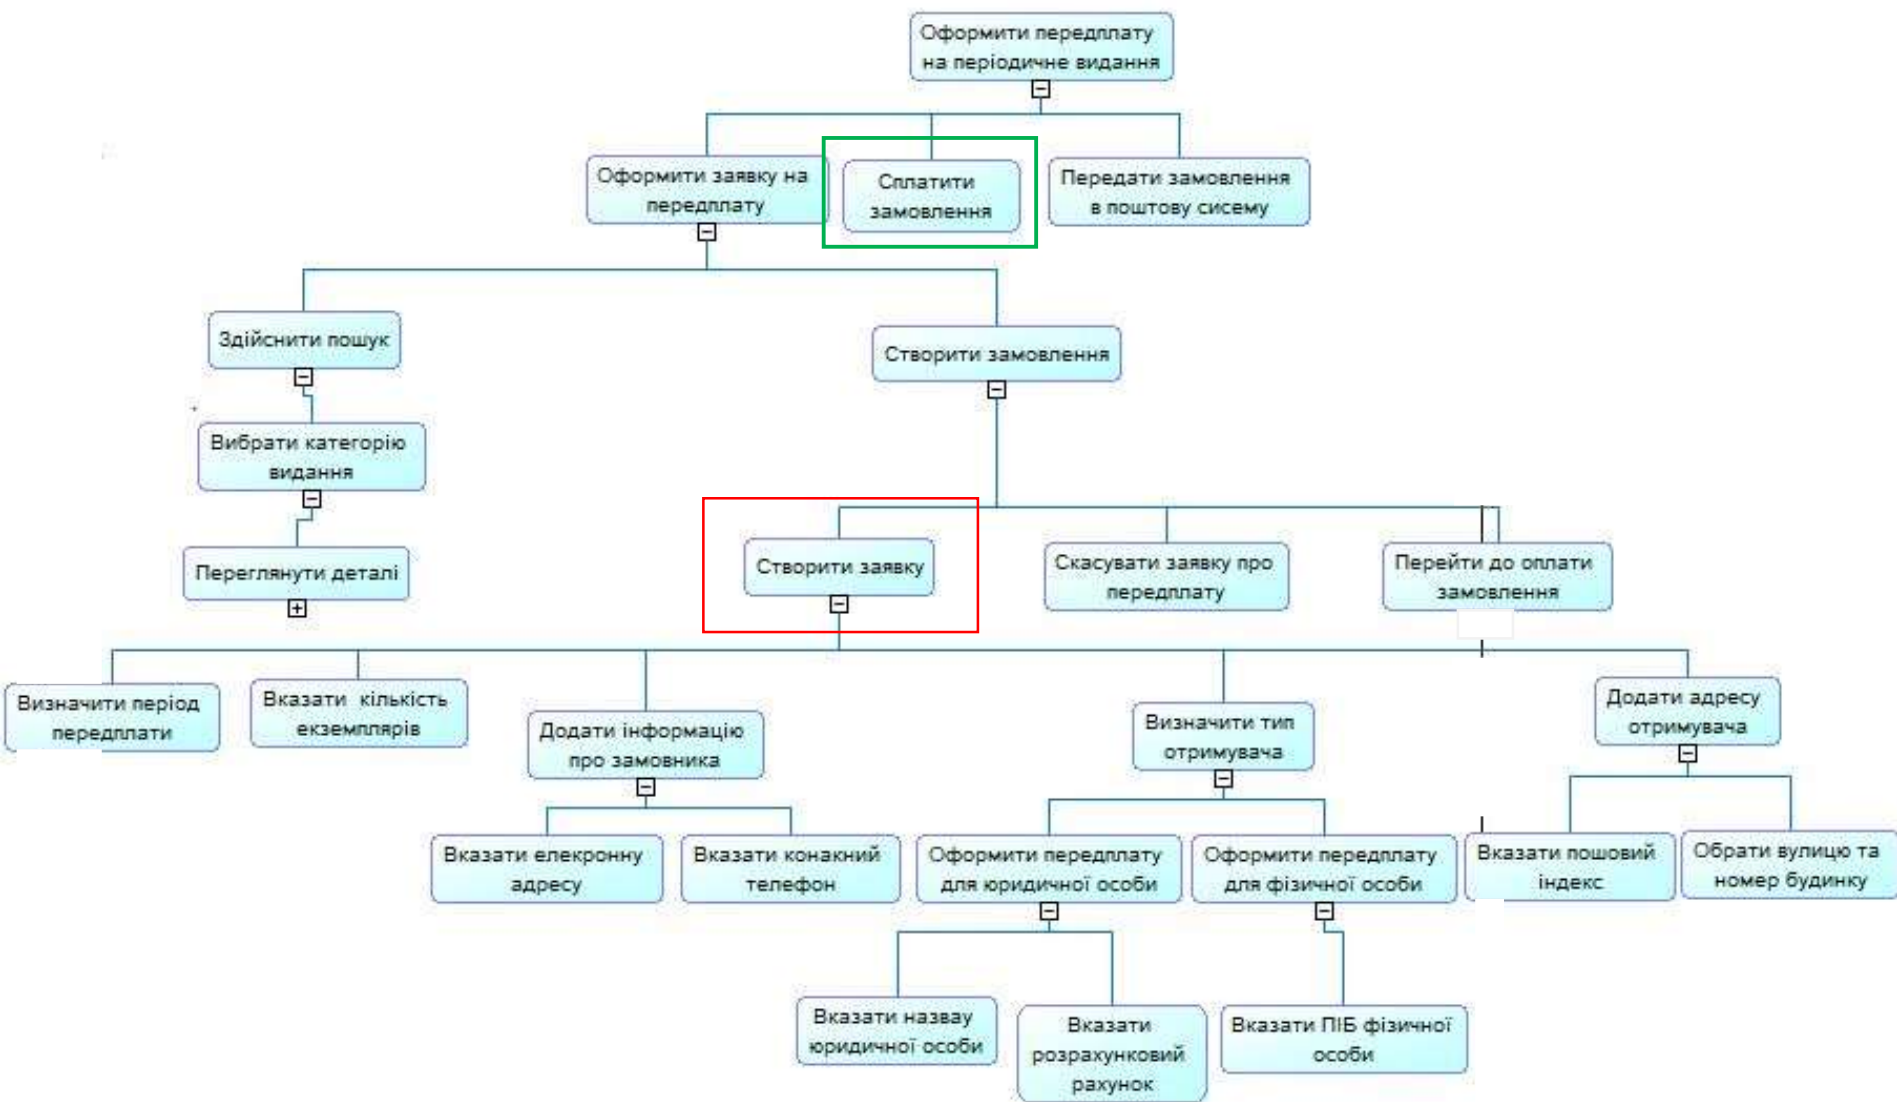 Оформити передплату
на періодичне видання
Оформити заявку на
передплату
Сплатити
замовлення
Передати замовлення
в поштову сисему
Здійснити пошук
Створити замовлення
Вибрати категорію
видання
Переглянути деталі
Створити заявку
Скасувати заявку про
передплату
Перейти до оплати
замовлення
Визначити період
передплати
Вказати кількість
екземплярів
Додати інформацію
про замовника
Визначити тип
отримувача
Додати адресу
отримувача
Вказати елекронну
адресу
Вказати конакний
телефон
Оформити передплату
для юридичної особи
Оформити передплату
для фізичної особи
Вказати пошовий
індекс
Обрати вулицю та
номер будинку
Вказати назвау
юридичної особи
Вказати
розрахунковий
рахунок
Вказати ПІБ фізичної
особи